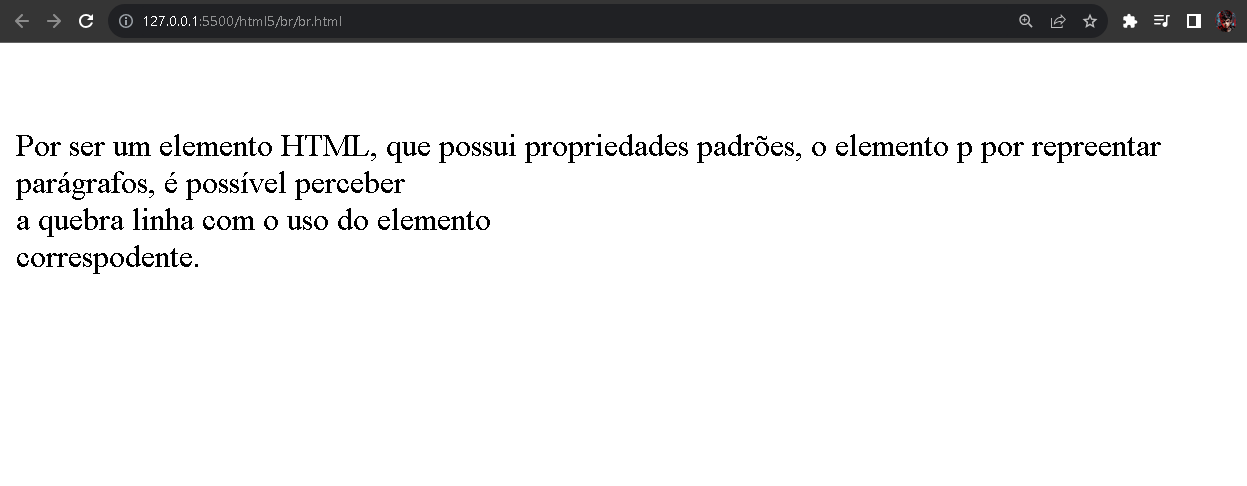 127.0.0.1:5500/html5/br/br.html
Por ser um elemento HTML, que possui propriedades padrões, o elemento p por repreentar
parágrafos, é possível perceber
a quebra linha com o uso do elemento
correspodente.